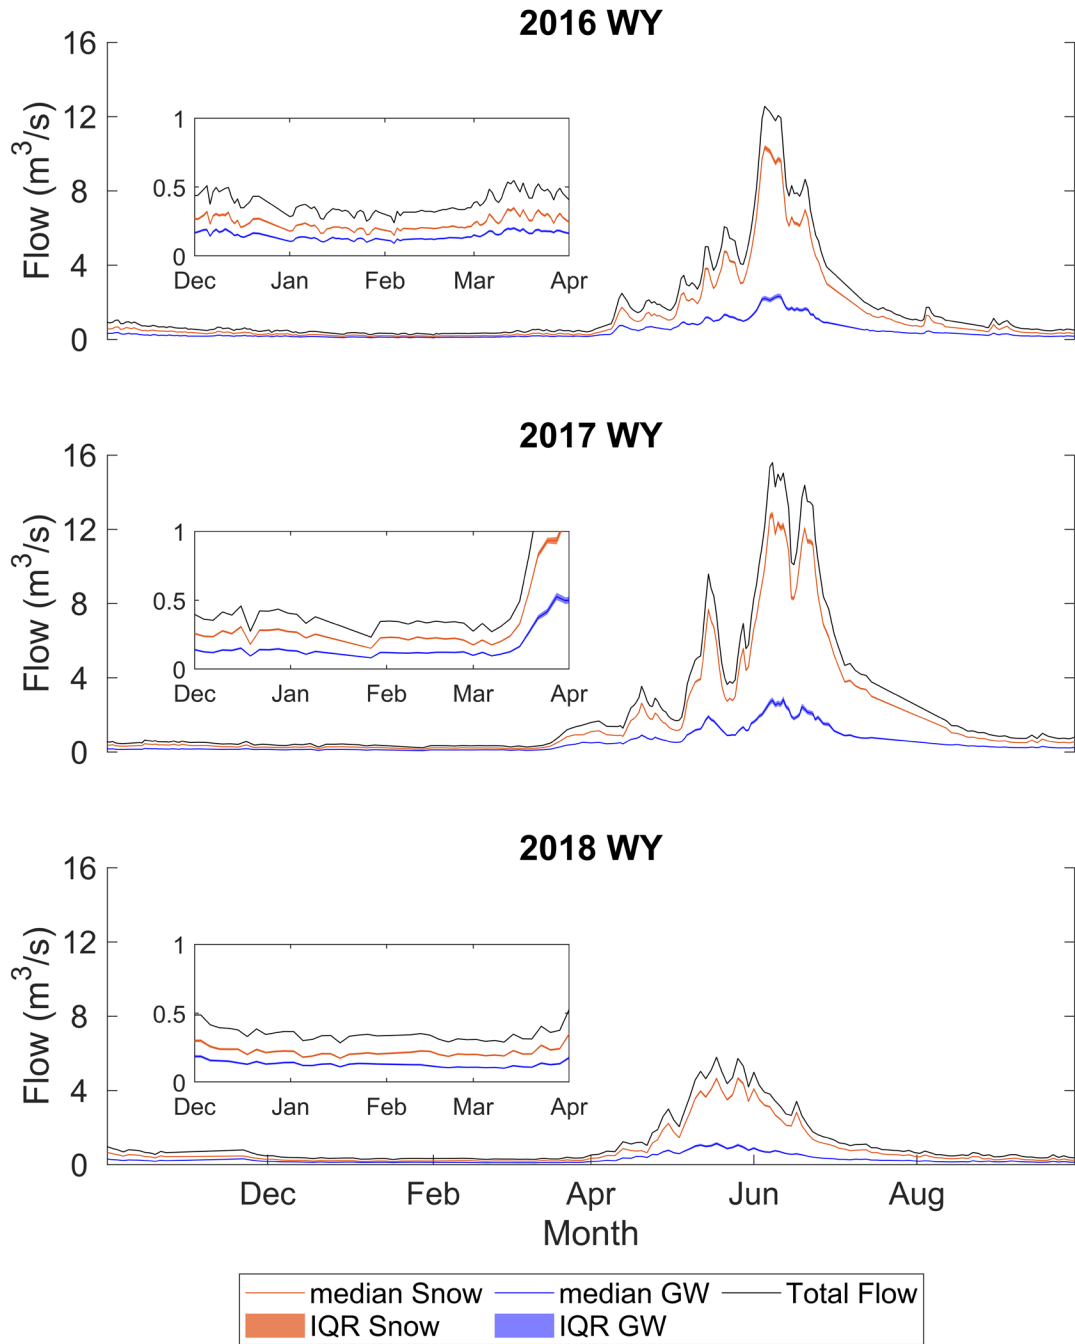 2016 WY
16
12
8
4
0
Flow (m³/s)
1
0.5
0
Dec Jan Feb Mar Apr
2017 WY
16
12
8
4
0
Flow (m³/s)
1
0.5
0
Dec Jan Feb Mar Apr
2018 WY
16
12
8
4
0
Flow (m³/s)
1
0.5
0
Dec Jan Feb Mar Apr
Dec Feb Apr Jun Aug
Month
median Snow median GW Total Flow
IQR Snow IQR GW